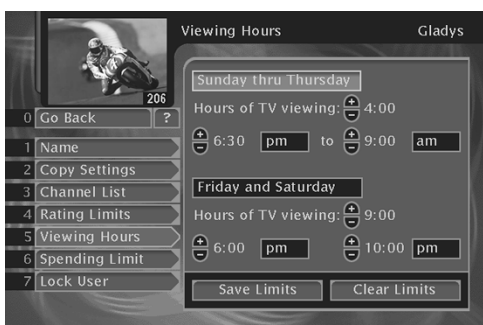 Viewing Hours Gladys
206
0 Go Back ?
1 Name
2 Copy Settings
3 Channel List
4 Rating Limits
5 Viewing Hours
6 Spending Limit
7 Lock User
Sunday thru Thursday
Hours of TV viewing: + - 4:00
+ - 6:30 pm to + - 9:00 am
Friday and Saturday
Hours of TV viewing: + - 9:00
+ - 6:00 pm + - 10:00 pm
Save Limits Clear Limits